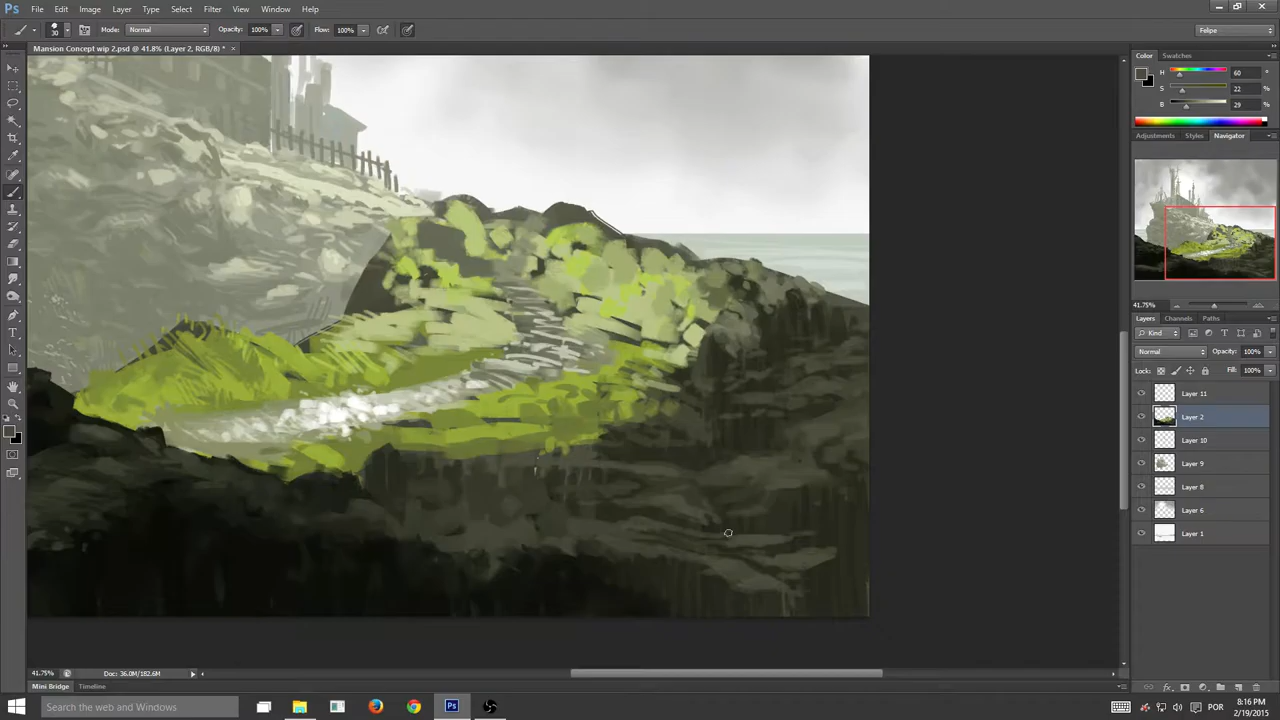 Ps File Edit Image Layer Type Select Filter View Window Help
30 Mode: Normal Opacity: 100% Flow: 100% Felipe
Mansion Concept wip 2.psd @ 41.8% (Layer 2, RGB/8) * ×
Color Swatches
H 60
S 22 %
B 29 %
Adjustments Styles Navigator
41.75%
Layers Channels Paths
Kind
Normal Opacity: 100%
Lock: Fill: 100%
Layer 11
Layer 2
Layer 10
Layer 9
Layer 8
Layer 6
Layer 1
41.75% Doc: 36.0M/182.6M
Mini Bridge Timeline
Search the web and Windows
Ps
POR
8:16 PM
2/19/2015